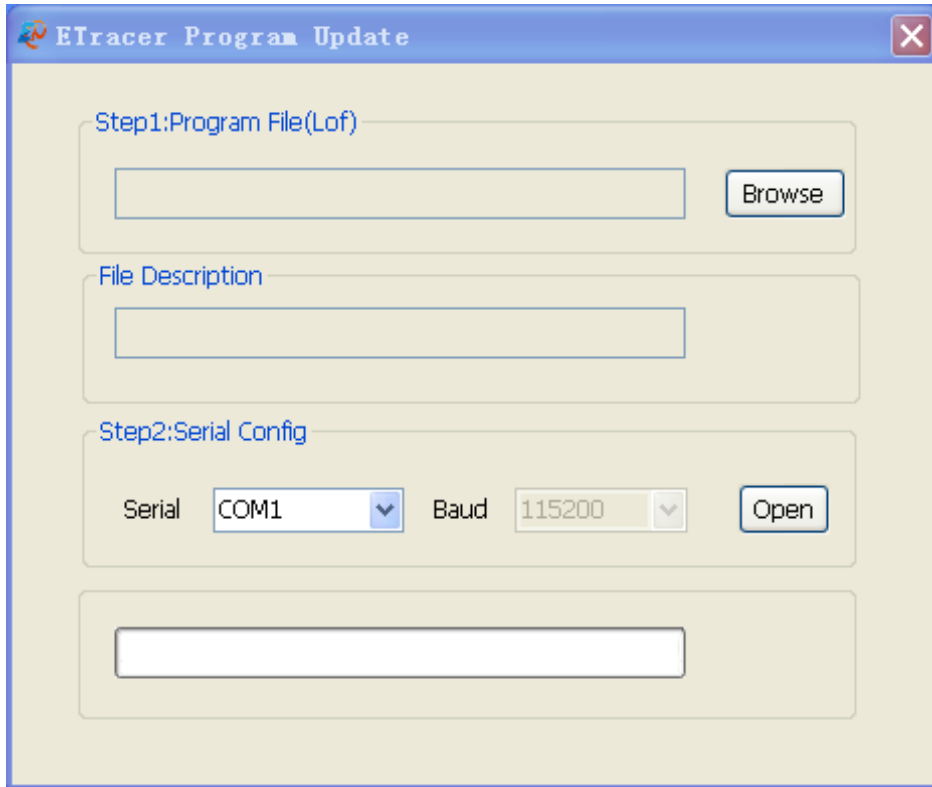 ETracer Program Update
Step1:Program File(Lof)
Browse
File Description
Step2:Serial Config
Serial COM1 Baud 115200 Open